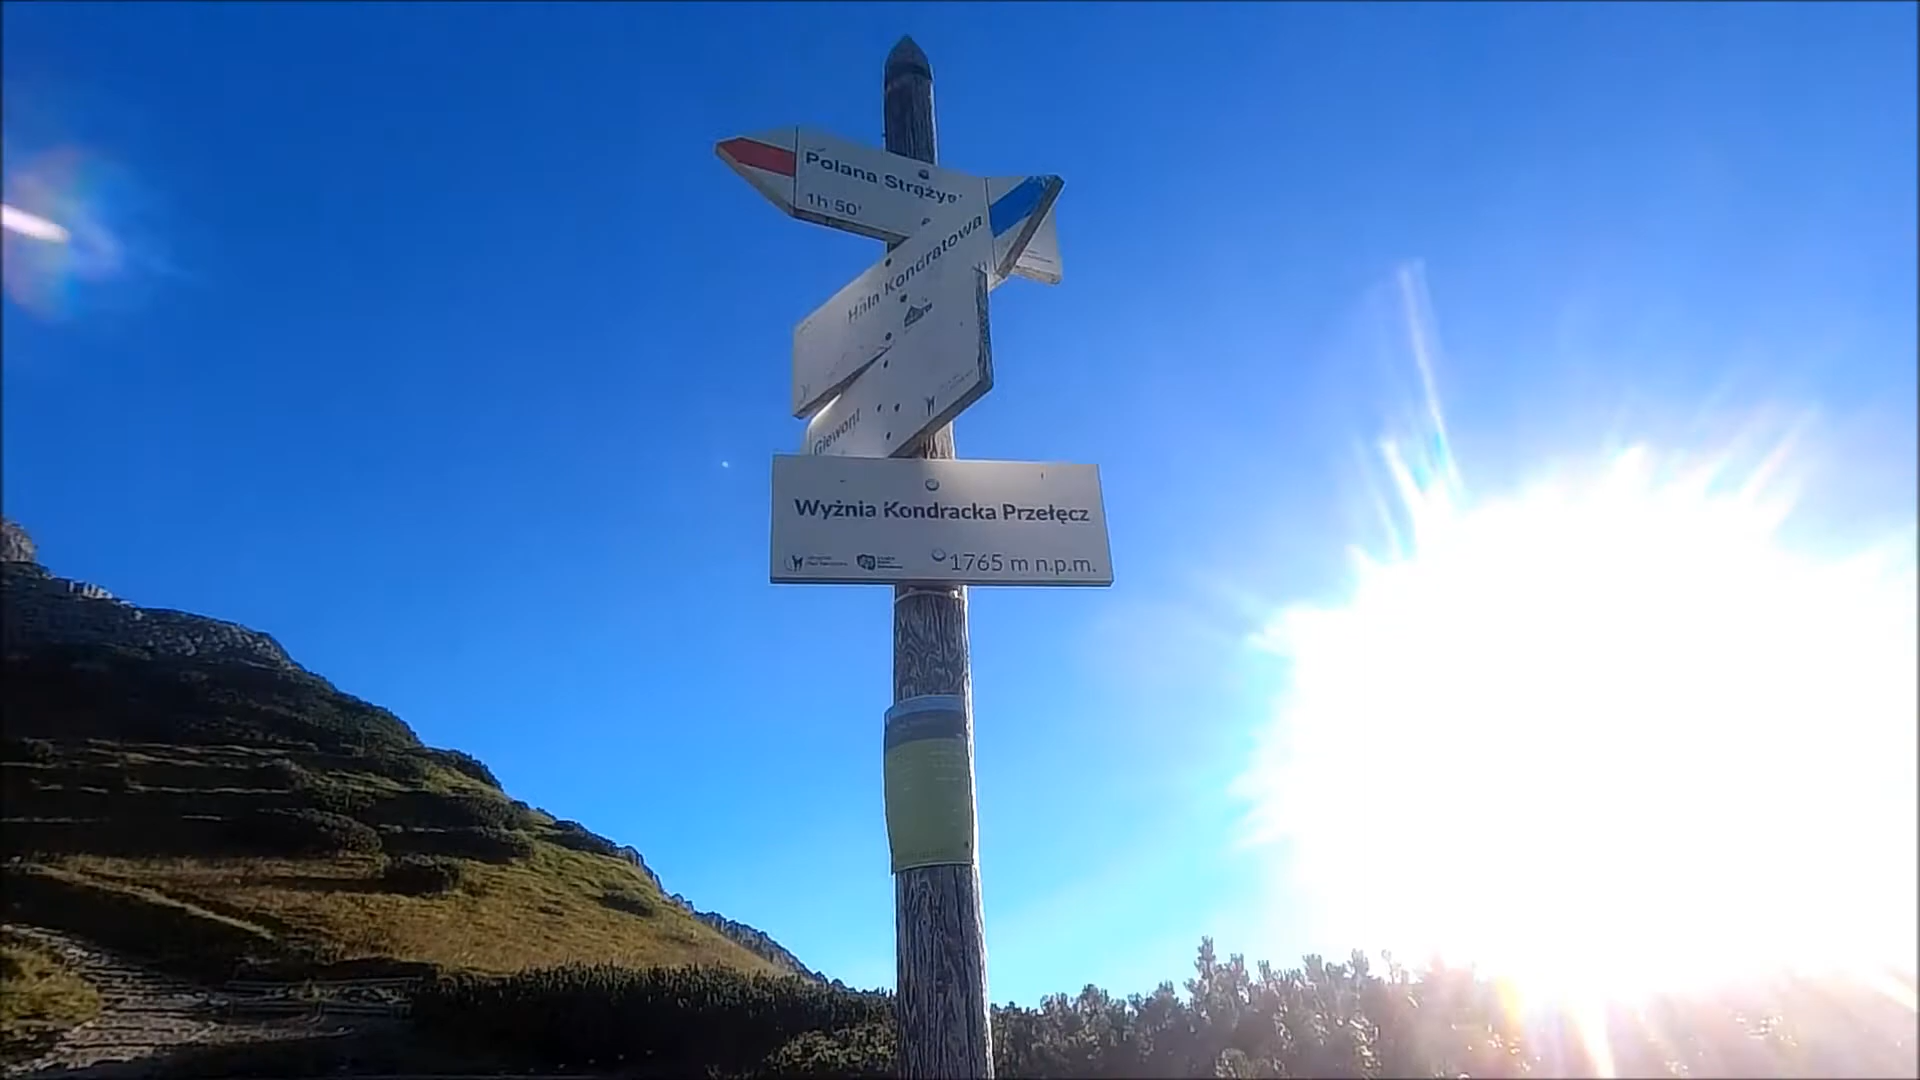 Polana Strążys
1h 50'
Hala Kondratowa
Giewont
Wyżnia Kondracka Przełęcz
1765 m n.p.m.